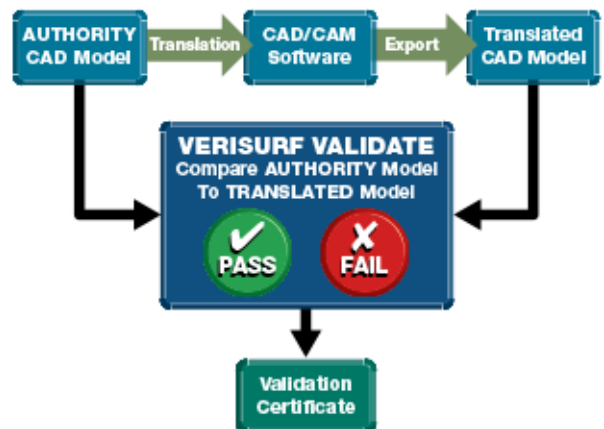 AUTHORITY
CAD Model
Translation
CAD/CAM
Software
Export
Translated
CAD Model
VERISURF VALIDATE
Compare AUTHORITY Model
To TRANSLATED Model
PASS
FAIL
Validation
Certificate